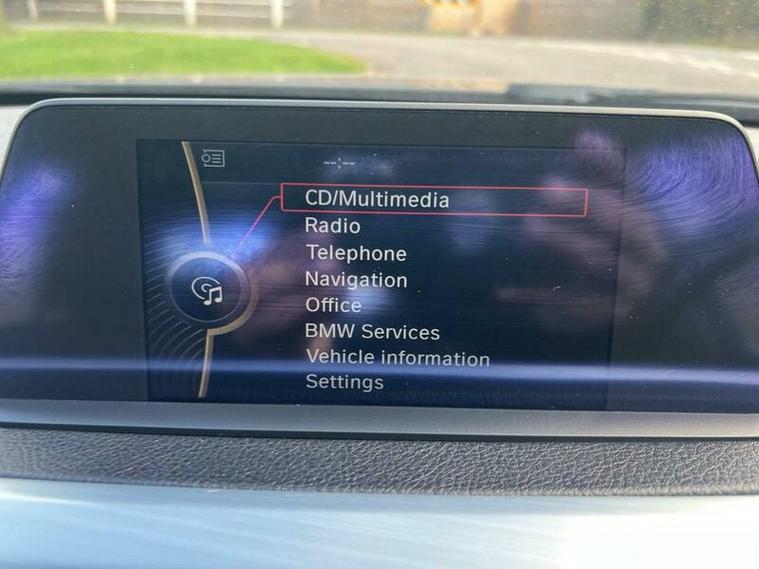 --:--
CD/Multimedia
Radio
Telephone
Navigation
Office
BMW Services
Vehicle information
Settings